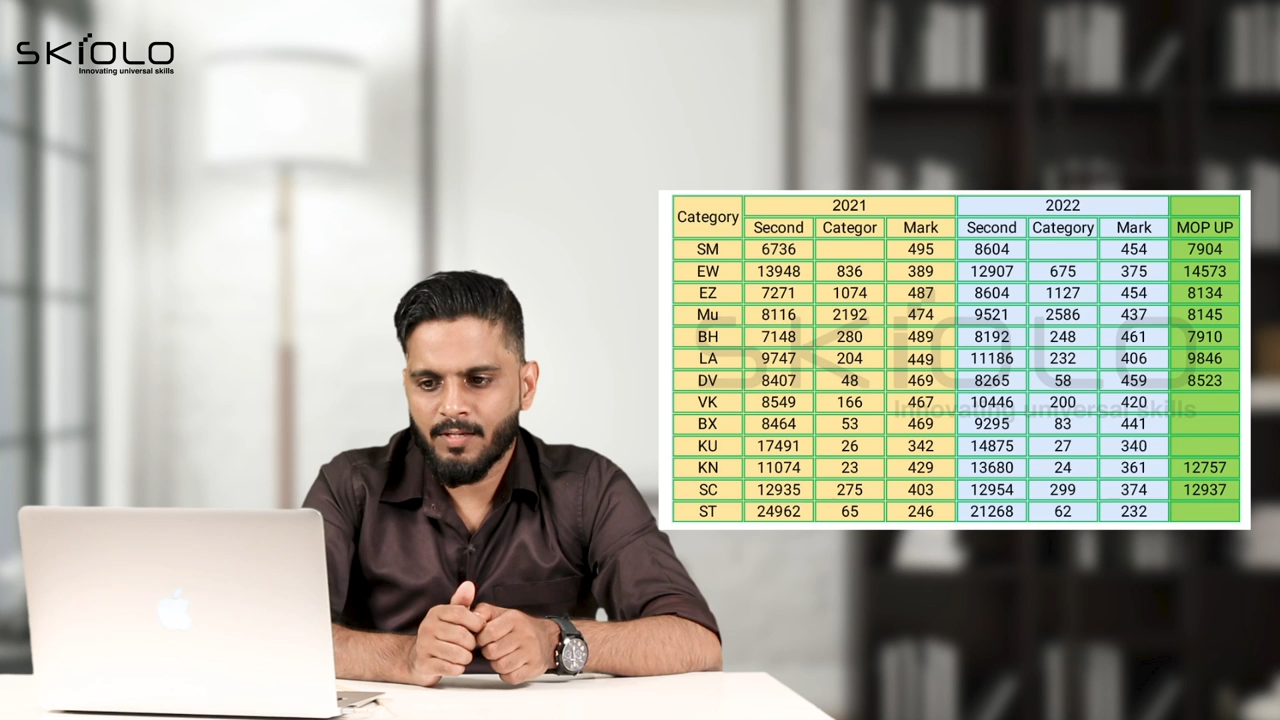 SKIOLO
Innovating universal skills
2021 2022
Category
Second Categor Mark Second Category Mark MOP UP
SM 6736 495 8604 454 7904
EW 13948 836 389 12907 675 375 14573
EZ 7271 1074 487 8604 1127 454 8134
Mu 8116 2192 474 9521 2586 437 8145
BH 7148 280 489 8192 248 461 7910
LA 9747 204 449 11186 232 406 9846
DV 8407 48 469 8265 58 459 8523
VK 8549 166 467 10446 200 420
BX 8464 53 469 9295 83 441
KU 17491 26 342 14875 27 340
KN 11074 23 429 13680 24 361 12757
SC 12935 275 403 12954 299 374 12937
ST 24962 65 246 21268 62 232
SKIOLO
Innovating universal skills